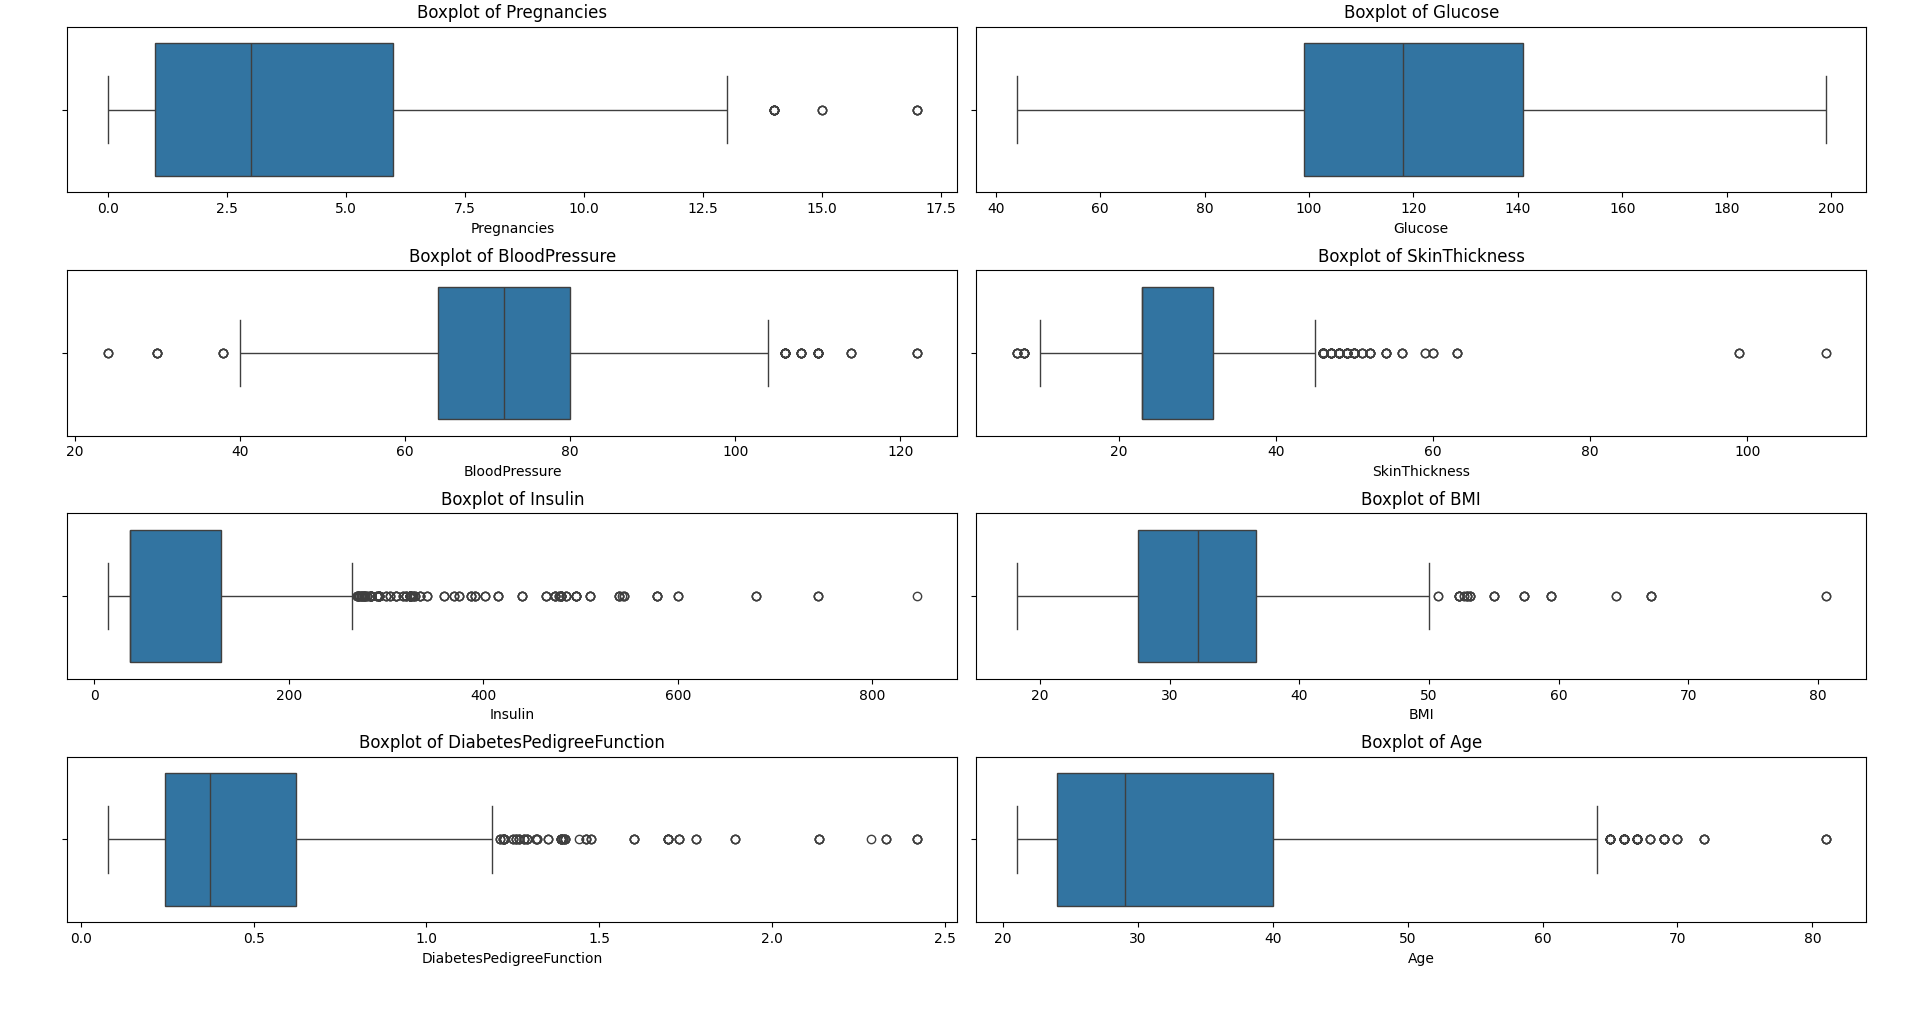 Boxplot of Pregnancies
0.0 2.5 5.0 7.5 10.0 12.5 15.0 17.5
Pregnancies
Boxplot of Glucose
40 60 80 100 120 140 160 180 200
Glucose
Boxplot of BloodPressure
20 40 60 80 100 120
BloodPressure
Boxplot of SkinThickness
20 40 60 80 100
SkinThickness
Boxplot of Insulin
0 200 400 600 800
Insulin
Boxplot of BMI
20 30 40 50 60 70 80
BMI
Boxplot of DiabetesPedigreeFunction
0.0 0.5 1.0 1.5 2.0 2.5
DiabetesPedigreeFunction
Boxplot of Age
20 30 40 50 60 70 80
Age